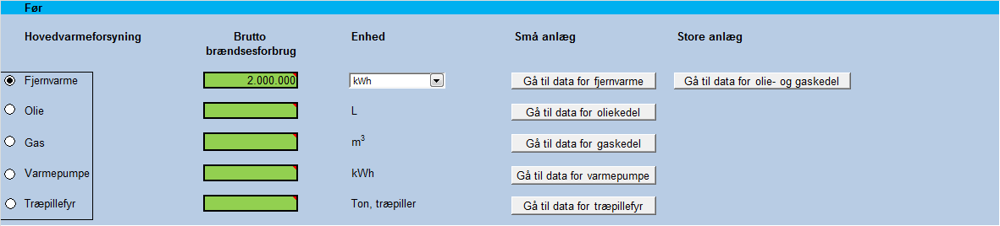 Før
Hovedvarmeforsyning Brutto brændsesforbrug Enhed Små anlæg Store anlæg
Fjernvarme 2.000.000 kWh Gå til data for fjernvarme Gå til data for olie- og gaskedel
Olie L Gå til data for oliekedel
Gas m³ Gå til data for gaskedel
Varmepumpe kWh Gå til data for varmepumpe
Træpillefyr Ton, træpiller Gå til data for træpillefyr